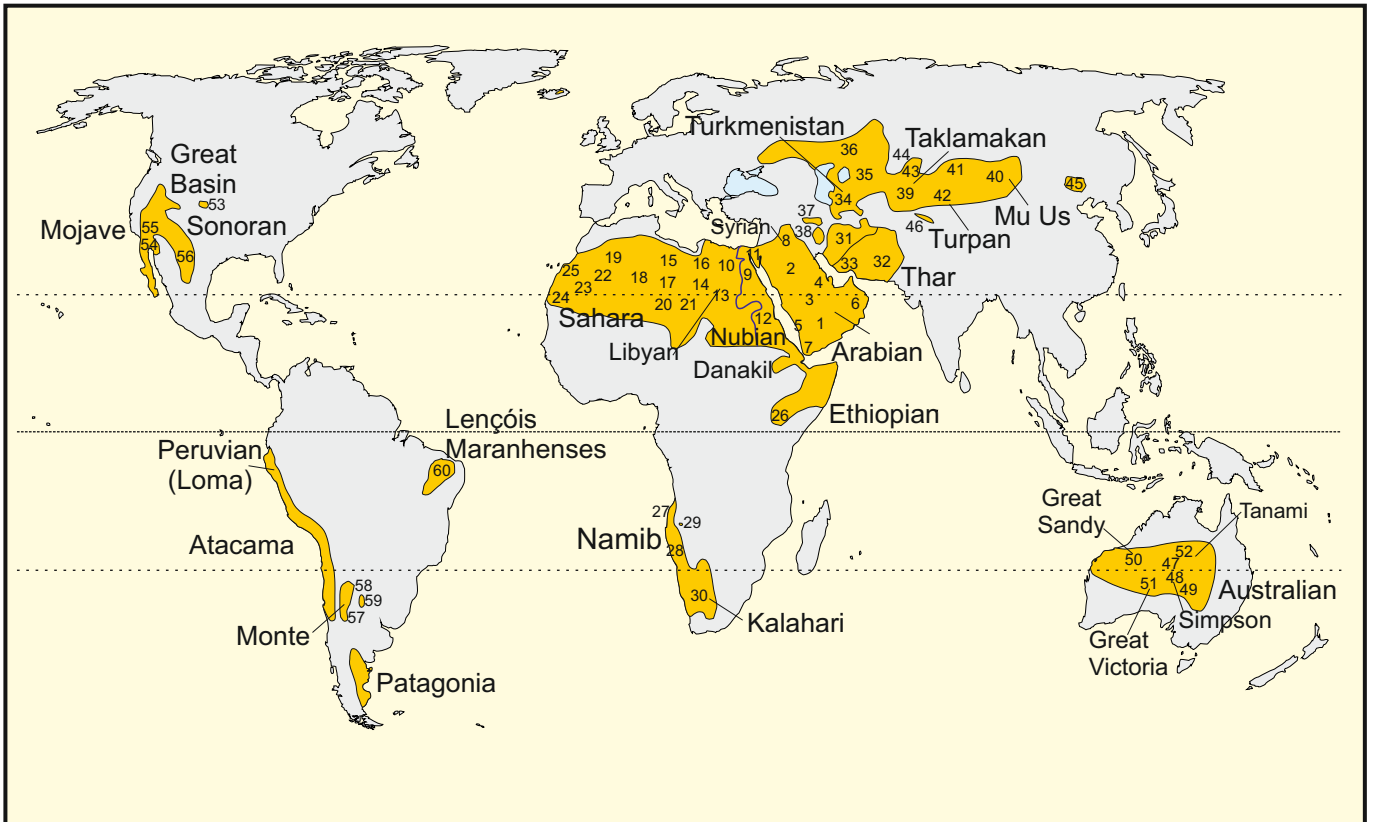 Great
Basin
53
Sonoran
Mojave
55
54
56
Turkmenistan
Taklamakan
36
44
35
43
41
40
45
39
42
34
Mu Us
37
46
Turpan
Syrian
38
8
31
32
33
Thar
19
15
16
10
11
9
25
22
18
17
14
2
4
23
24
20
21
13
3
6
12
5
1
7
Sahara
Libyan
Nubian
Arabian
Danakil
26
Ethiopian
Lençóis
Maranhenses
60
Peruvian
(Loma)
Atacama
27
29
Namib
28
30
Kalahari
58
59
57
Monte
Patagonia
Great
Sandy
Tanami
50
52
47
48
51
49
Australian
Simpson
Great
Victoria